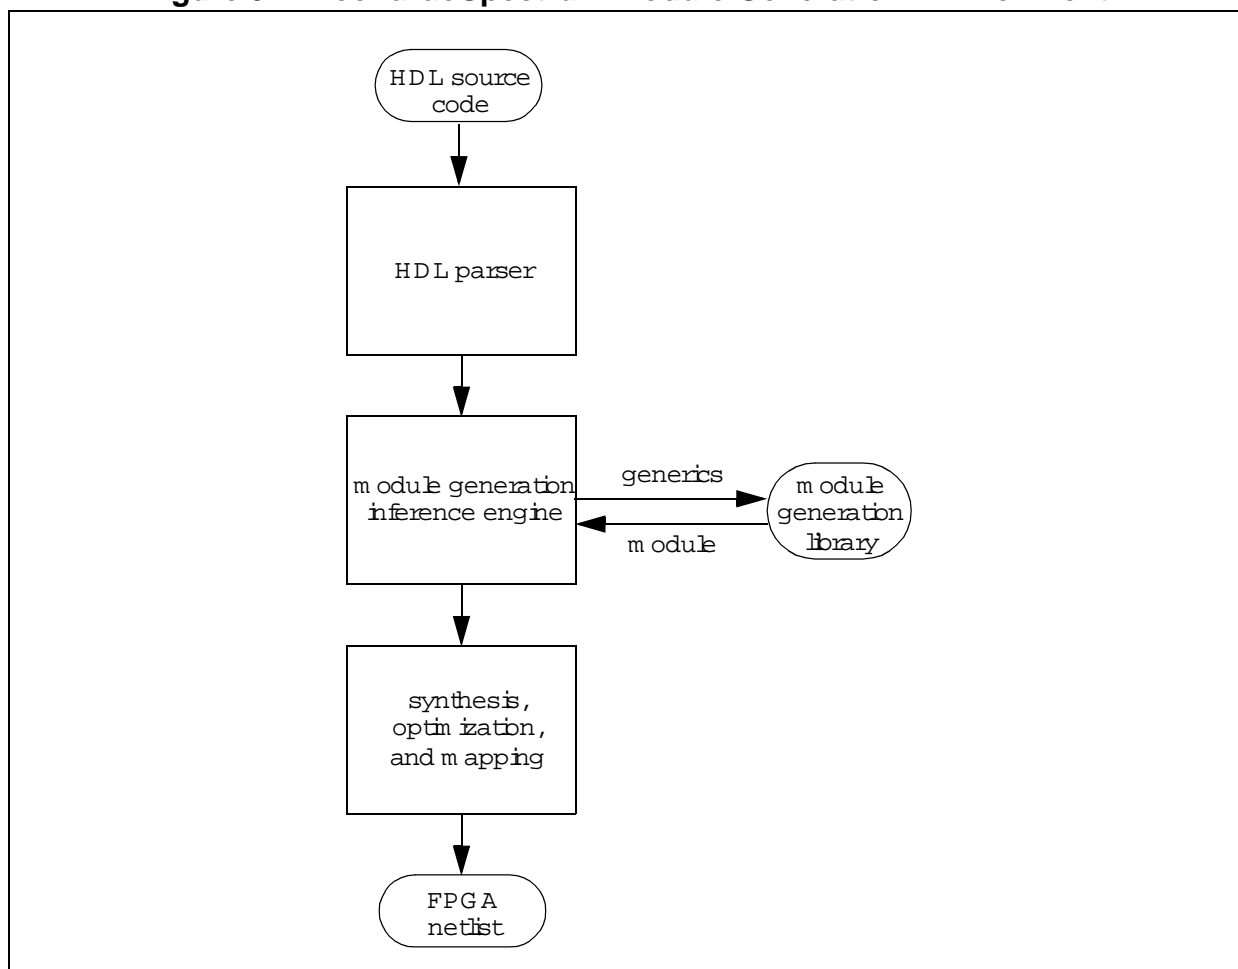 HDL source
code
HDL parser
module generation
inference engine
generics
module
module
generation
library
synthesis,
optimization,
and mapping
FPGA
netlist